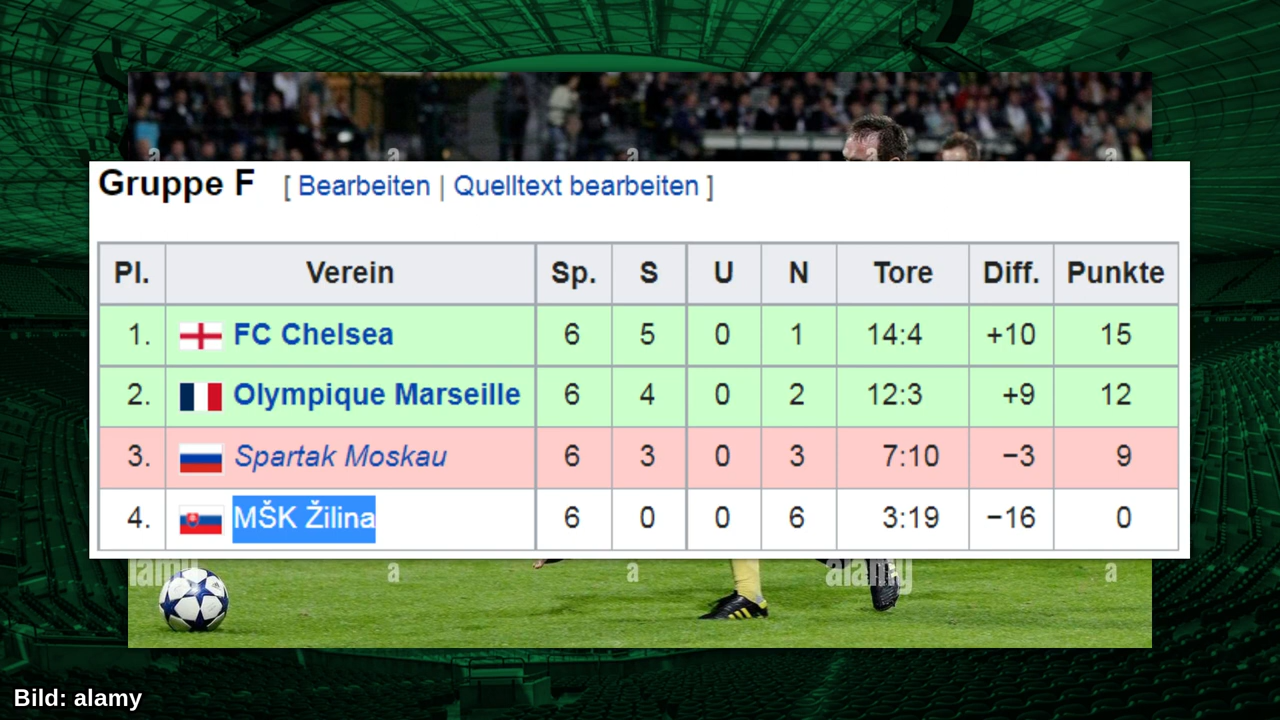 a a a a a
Gruppe F [ Bearbeiten | Quelltext bearbeiten ]
Pl. Verein Sp. S U N Tore Diff. Punkte
1. FC Chelsea 6 5 0 1 14:4 +10 15
2. Olympique Marseille 6 4 0 2 12:3 +9 12
3. Spartak Moskau 6 3 0 3 7:10 −3 9
4. MŠK Žilina 6 0 0 6 3:19 −16 0
alamy a a alamy a
Bild: alamy